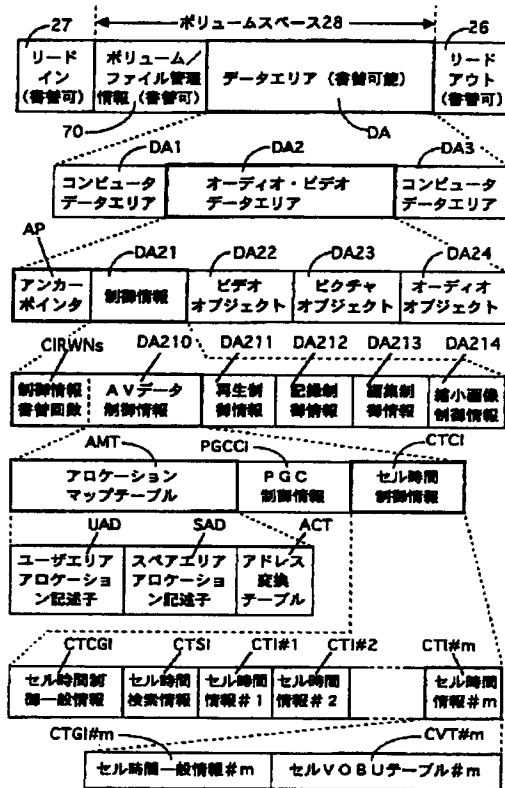 ボリュームスペース28
27
26
リード
イン
(書替可)
ボリューム／
ファイル管理
情報(書替可)
データエリア(書替可能)
リード
アウト
(書替可)
70
DA
DA1
DA2
DA3
コンピュータ
データエリア
オーディオ・ビデオ
データエリア
コンピュータ
データエリア
AP
DA21
DA22
DA23
DA24
アンカー
ポインタ
制御情報
ビデオ
オブジェクト
ピクチャ
オブジェクト
オーディオ
オブジェクト
CIRWNs
DA210
DA211
DA212
DA213
DA214
制御情報
書替回数
AVデータ
制御情報
再生制
御情報
記録制
御情報
編集制
御情報
縮小画像
制御情報
AMT
PGCCI
CTCI
アロケーション
マップテーブル
PGC
制御情報
セル時間
制御情報
UAD
SAD
ACT
ユーザエリア
アロケーショ
ン記述子
スペアエリア
アロケーショ
ン記述子
アドレス
変換
テーブル
CTCGI
CTSI
CTI#1
CTI#2
CTI#m
セル時間制
御一般情報
セル時間
検索情報
セル時間
情報＃1
セル時間
情報＃2
セル時間
情報＃m
CTGI#m
CVT#m
セル時間一般情報＃m
セルVOBUテーブル＃m